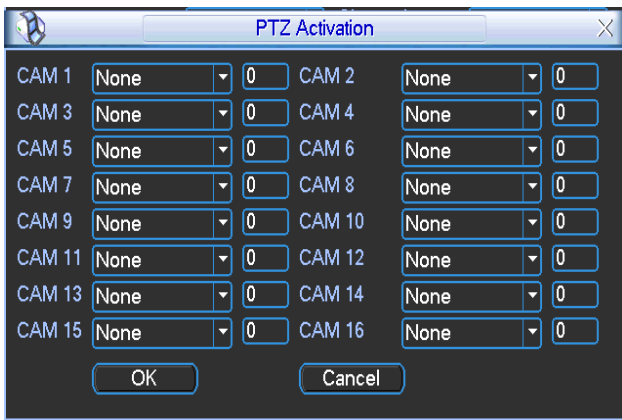 PTZ Activation
CAM 1 None 0 CAM 2 None 0
CAM 3 None 0 CAM 4 None 0
CAM 5 None 0 CAM 6 None 0
CAM 7 None 0 CAM 8 None 0
CAM 9 None 0 CAM 10 None 0
CAM 11 None 0 CAM 12 None 0
CAM 13 None 0 CAM 14 None 0
CAM 15 None 0 CAM 16 None 0
OK Cancel